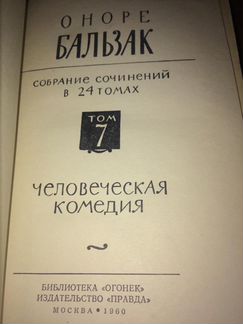 ОНОРЕ
БАЛЬЗАК
СОБРАНИЕ СОЧИНЕНИЙ
В 24 ТОМАХ
ТОМ
7
ЧЕЛОВЕЧЕСКАЯ
КОМЕДИЯ
БИБЛИОТЕКА «ОГОНЕК»
ИЗДАТЕЛЬСТВО «ПРАВДА»
МОСКВА • 1960